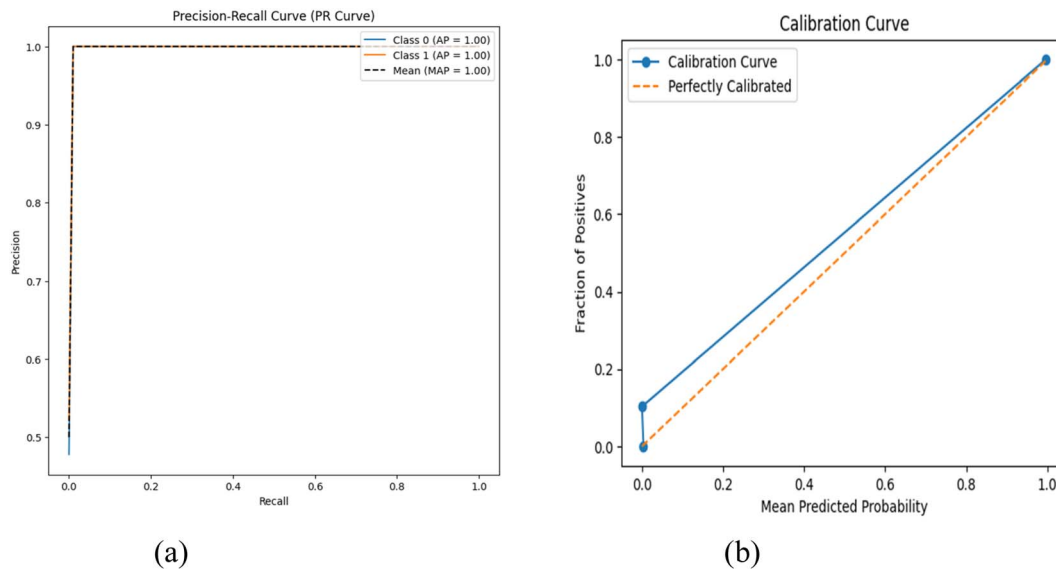 Precision-Recall Curve (PR Curve)
Class 0 (AP = 1.00)
Class 1 (AP = 1.00)
Mean (MAP = 1.00)
1.0
0.9
0.8
0.7
0.6
0.5
Precision
0.0 0.2 0.4 0.6 0.8 1.0
Recall
(a)
Calibration Curve
Calibration Curve
Perfectly Calibrated
1.0
0.8
0.6
0.4
0.2
0.0
Fraction of Positives
0.0 0.2 0.4 0.6 0.8 1.0
Mean Predicted Probability
(b)